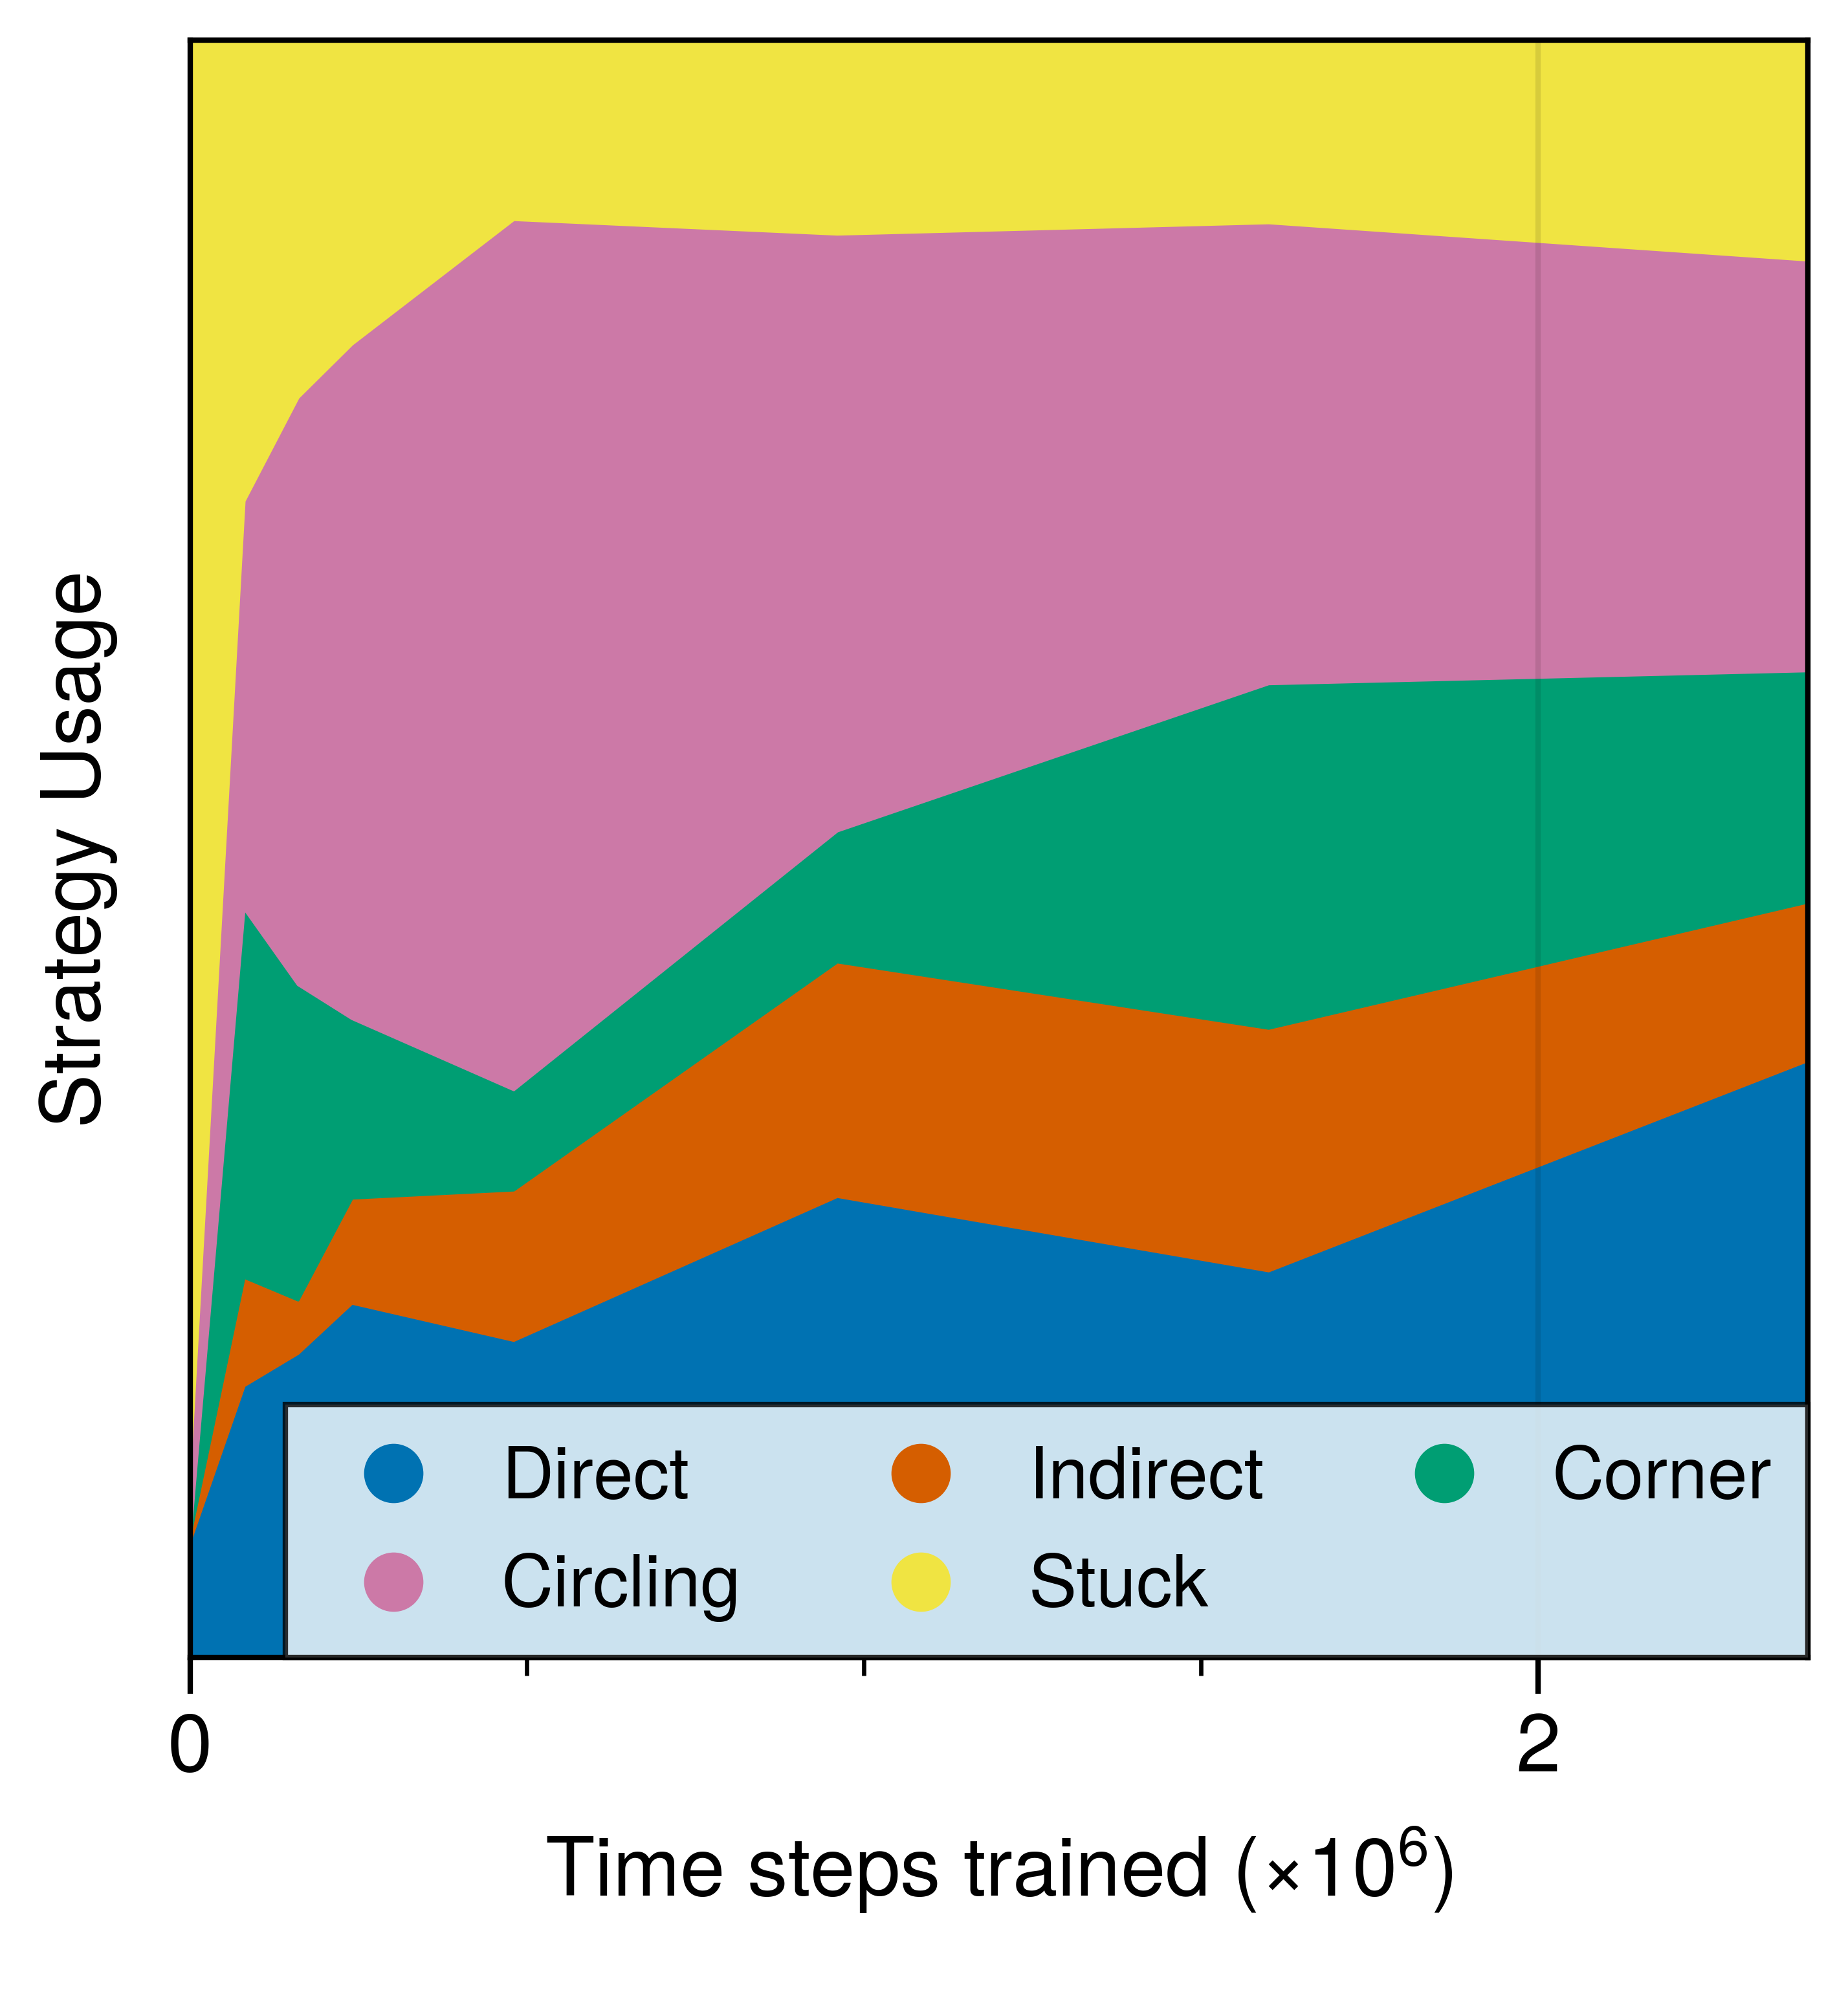 Strategy Usage
Direct Indirect Corner
Circling Stuck
0 2
Time steps trained (×10⁶)